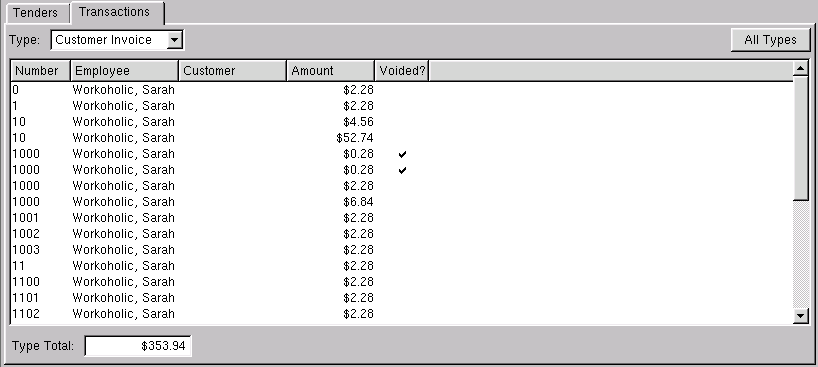 Tenders Transactions
Type: Customer Invoice All Types
Number Employee Customer Amount Voided?
0 Workoholic, Sarah $2.28
1 Workoholic, Sarah $2.28
10 Workoholic, Sarah $4.56
10 Workoholic, Sarah $52.74
1000 Workoholic, Sarah $0.28 ✓
1000 Workoholic, Sarah $0.28 ✓
1000 Workoholic, Sarah $2.28
1000 Workoholic, Sarah $6.84
1001 Workoholic, Sarah $2.28
1002 Workoholic, Sarah $2.28
1003 Workoholic, Sarah $2.28
11 Workoholic, Sarah $2.28
1100 Workoholic, Sarah $2.28
1101 Workoholic, Sarah $2.28
1102 Workoholic, Sarah $2.28
Type Total: $353.94